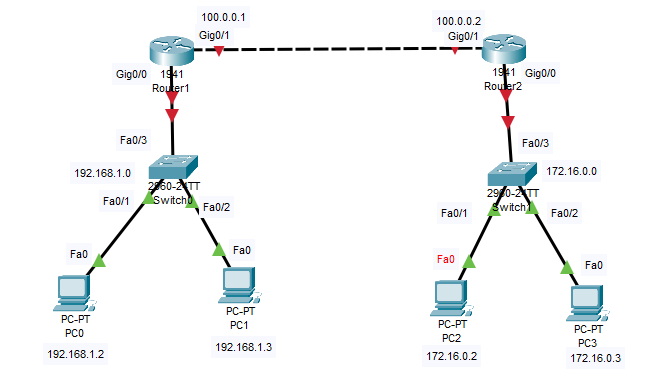 100.0.0.1
100.0.0.2
Gig0/1
Gig0/1
Gig0/0
1941
Router1
1941
Router2
Gig0/0
Fa0/3
Fa0/3
192.168.1.0
172.16.0.0
2960-24TT
Switch0
2960-24TT
Switch1
Fa0/1
Fa0/2
Fa0/1
Fa0/2
Fa0
Fa0
Fa0
Fa0
PC-PT
PC0
PC-PT
PC1
PC-PT
PC2
PC-PT
PC3
192.168.1.2
192.168.1.3
172.16.0.2
172.16.0.3